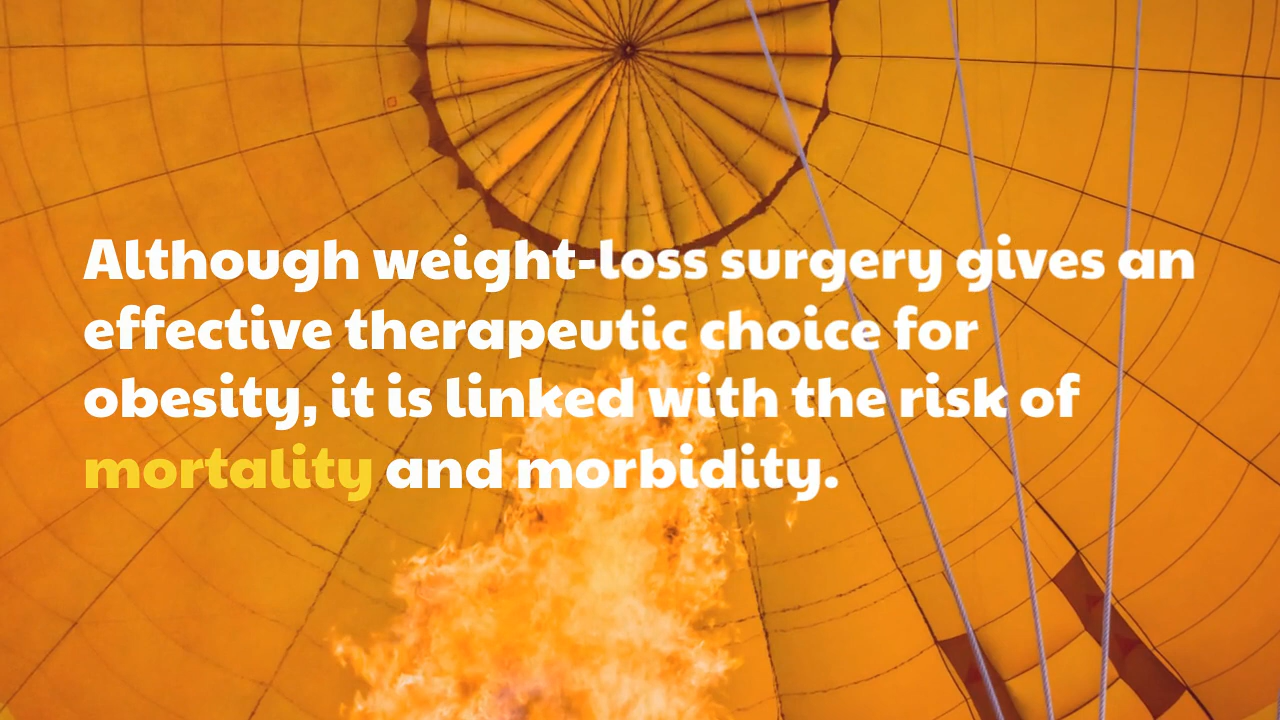 Although weight-loss surgery gives an
effective therapeutic choice for
obesity, it is linked with the risk of
mortality and morbidity.